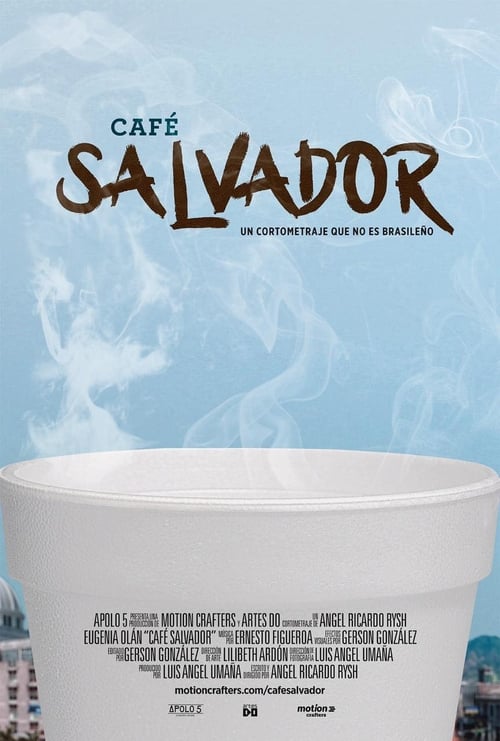 CAFÉ
SALVADOR
UN CORTOMETRAJE QUE NO ES BRASILEÑO
APOLO 5 PRESENTA UNA PRODUCCIÓN DE MOTION CRAFTERS Y ARTES DO UN CORTOMETRAJE DE ANGEL RICARDO RYSH
EUGENIA OLÁN "CAFÉ SALVADOR" MÚSICA POR ERNESTO FIGUEROA EFECTOS VISUALES POR GERSON GONZÁLEZ
EDITADO POR GERSON GONZÁLEZ DIRECCIÓN DE ARTE LILIBETH ARDÓN DIRECCIÓN DE FOTOGRAFÍA LUIS ANGEL UMAÑA
PRODUCIDO POR LUIS ANGEL UMAÑA ESCRITO Y DIRIGIDO POR ANGEL RICARDO RYSH
motioncrafters.com/cafesalvador
APOLO 5
motion crafters